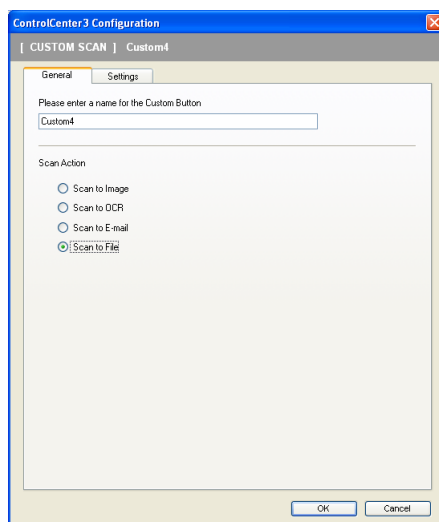 ControlCenter3 Configuration
[ CUSTOM SCAN ] Custom4
General Settings
Please enter a name for the Custom Button
Custom4
Scan Action
Scan to Image
Scan to OCR
Scan to E-mail
Scan to File
OK Cancel